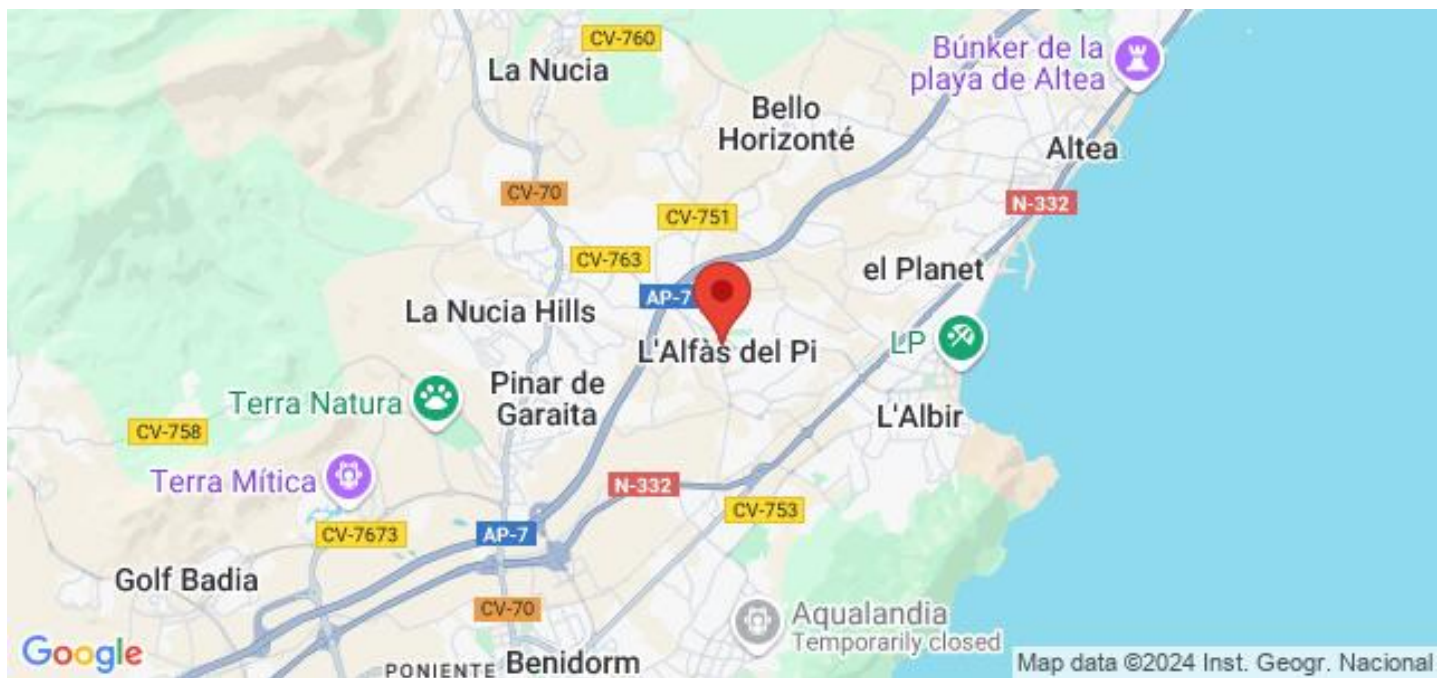 CV-760
La Nucia
Búnker de la
playa de Altea
Bello
Horizonté
Altea
CV-70
N-332
CV-751
CV-763
el Planet
AP-7
La Nucia Hills
L'Alfàs del Pi
LP
Pinar de
Garaita
Terra Natura
L'Albir
CV-758
Terra Mítica
N-332
CV-753
CV-7673
AP-7
Golf Badia
CV-70
Aqualandia
Temporarily closed
Google
PONIENTE
Benidorm
Map data ©2024 Inst. Geogr. Nacional